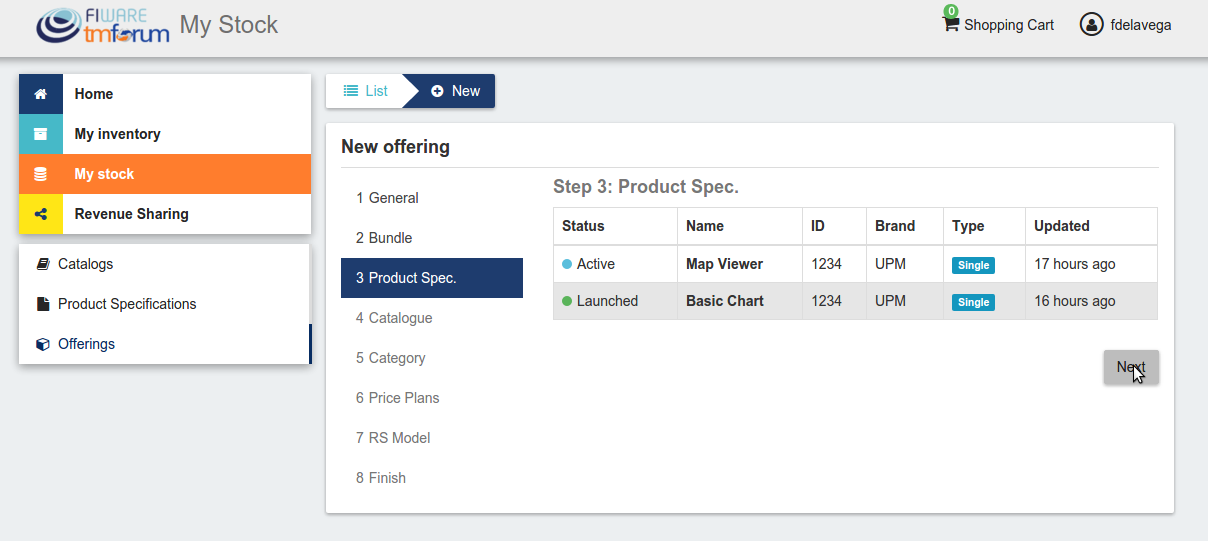 FIWARE
tmforum
My Stock
0
Shopping Cart
fdelavega
Home
My inventory
My stock
Revenue Sharing
Catalogs
Product Specifications
Offerings
List
New
New offering
1 General
2 Bundle
3 Product Spec.
4 Catalogue
5 Category
6 Price Plans
7 RS Model
8 Finish
Step 3: Product Spec.
Status Name ID Brand Type Updated
Active Map Viewer 1234 UPM Single 17 hours ago
Launched Basic Chart 1234 UPM Single 16 hours ago
Next